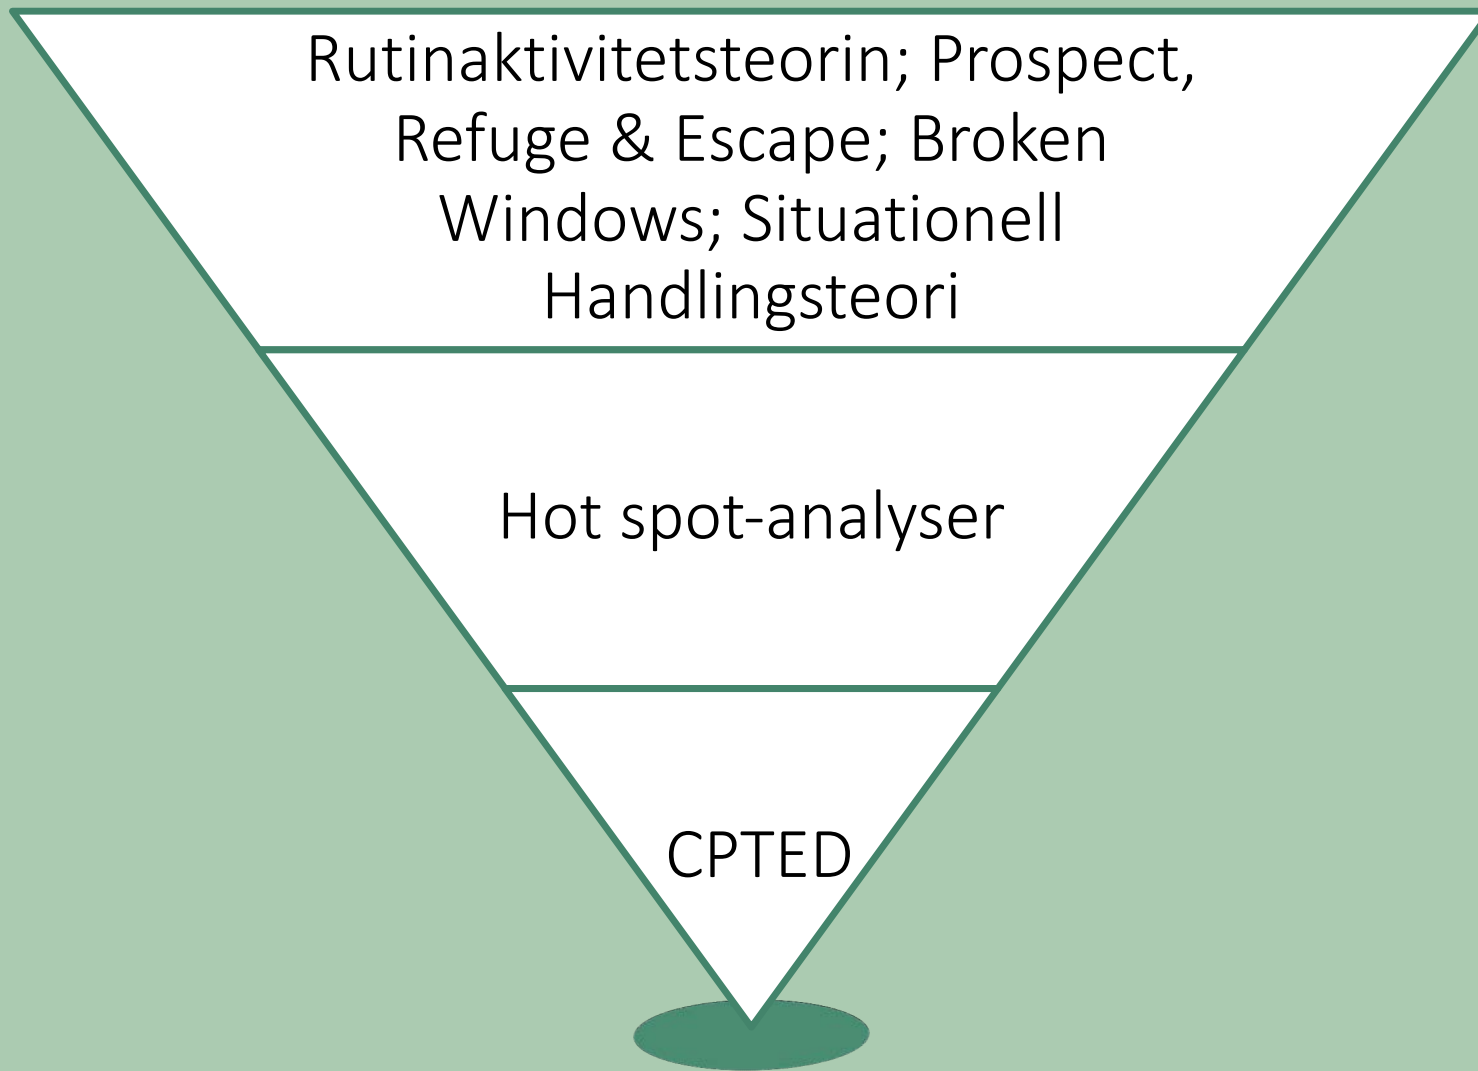 Rutinaktivitetsteorin; Prospect,
Refuge & Escape; Broken
Windows; Situationell
Handlingsteori
Hot spot-analyser
CPTED